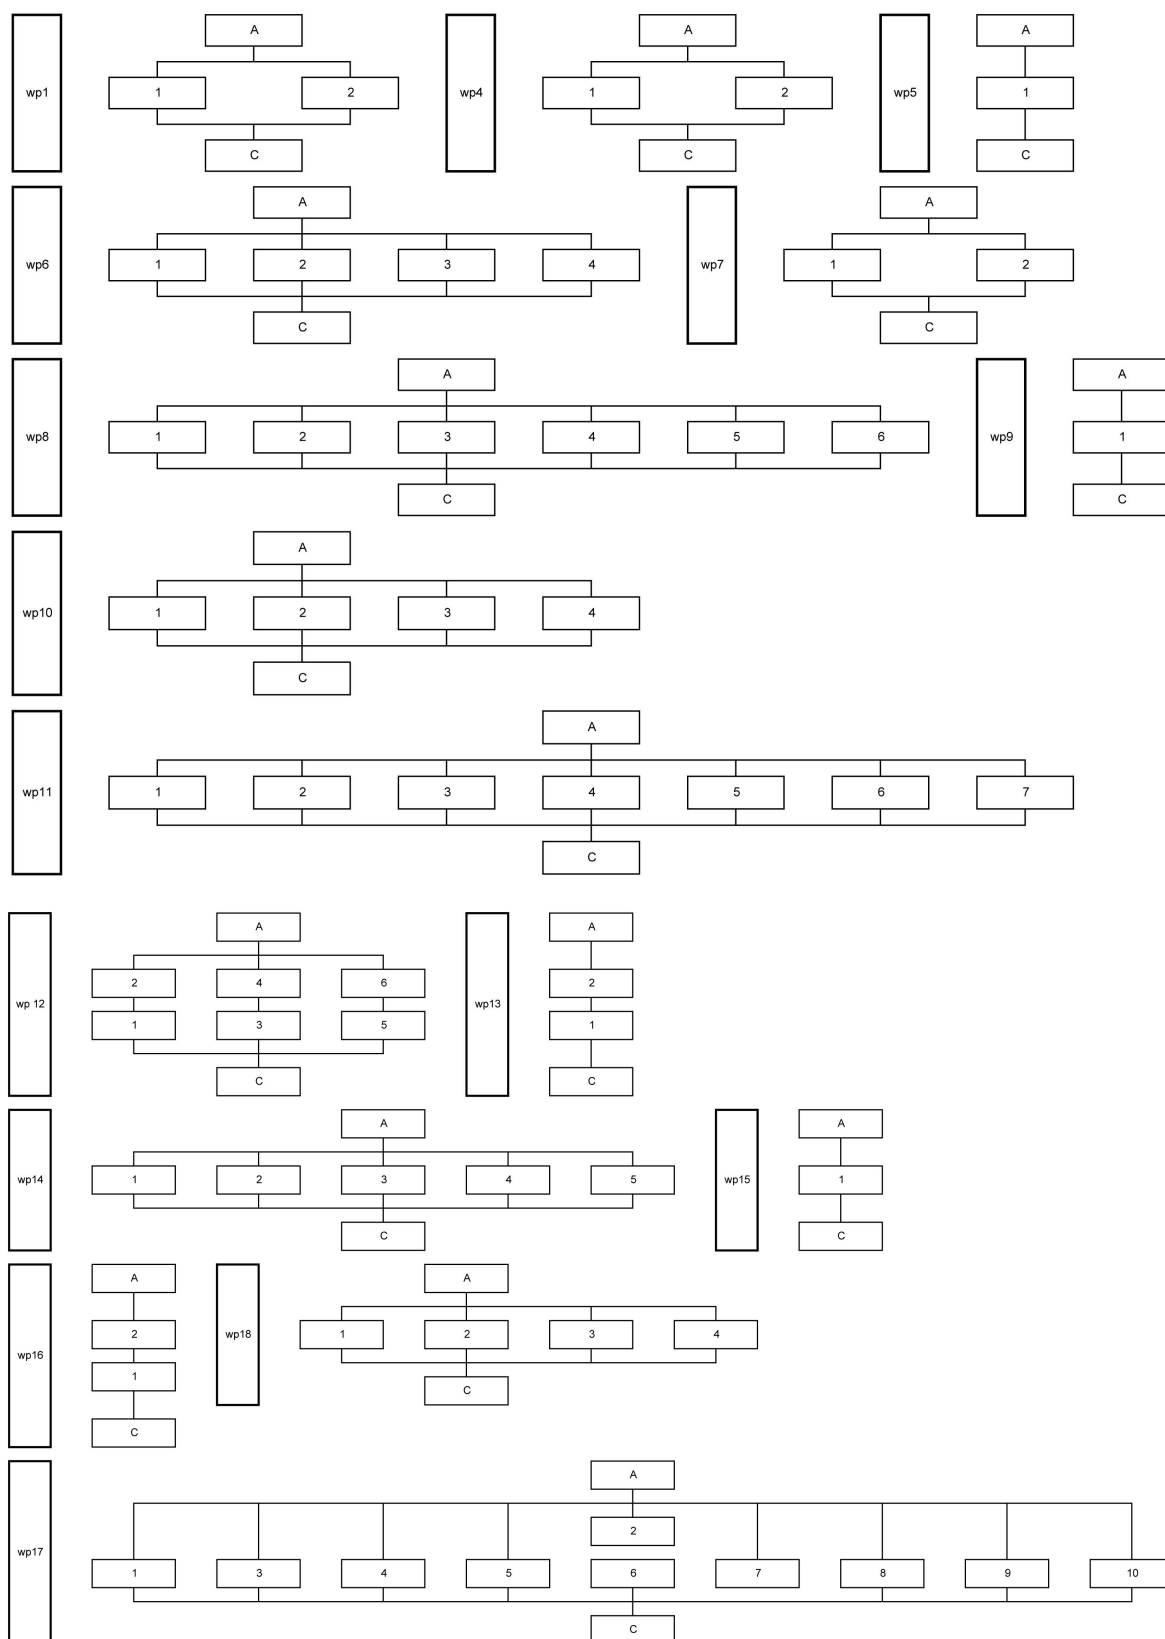 A A A
wp1 1 2 wp4 1 2 wp5 1
C C C
A A
wp6 1 2 3 4 wp7 1 2
C C
A A
wp8 1 2 3 4 5 6 wp9 1
C C
A
wp10 1 2 3 4
C
A
wp11 1 2 3 4 5 6 7
C
A A
2 4 6 2
wp 12 wp13
1 3 5 1
C C
A A
wp14 1 2 3 4 5 wp15 1
C C
A A
2 wp18 1 2 3 4
wp16
1 C
C
A
2
wp17
1 3 4 5 6 7 8 9 10
C